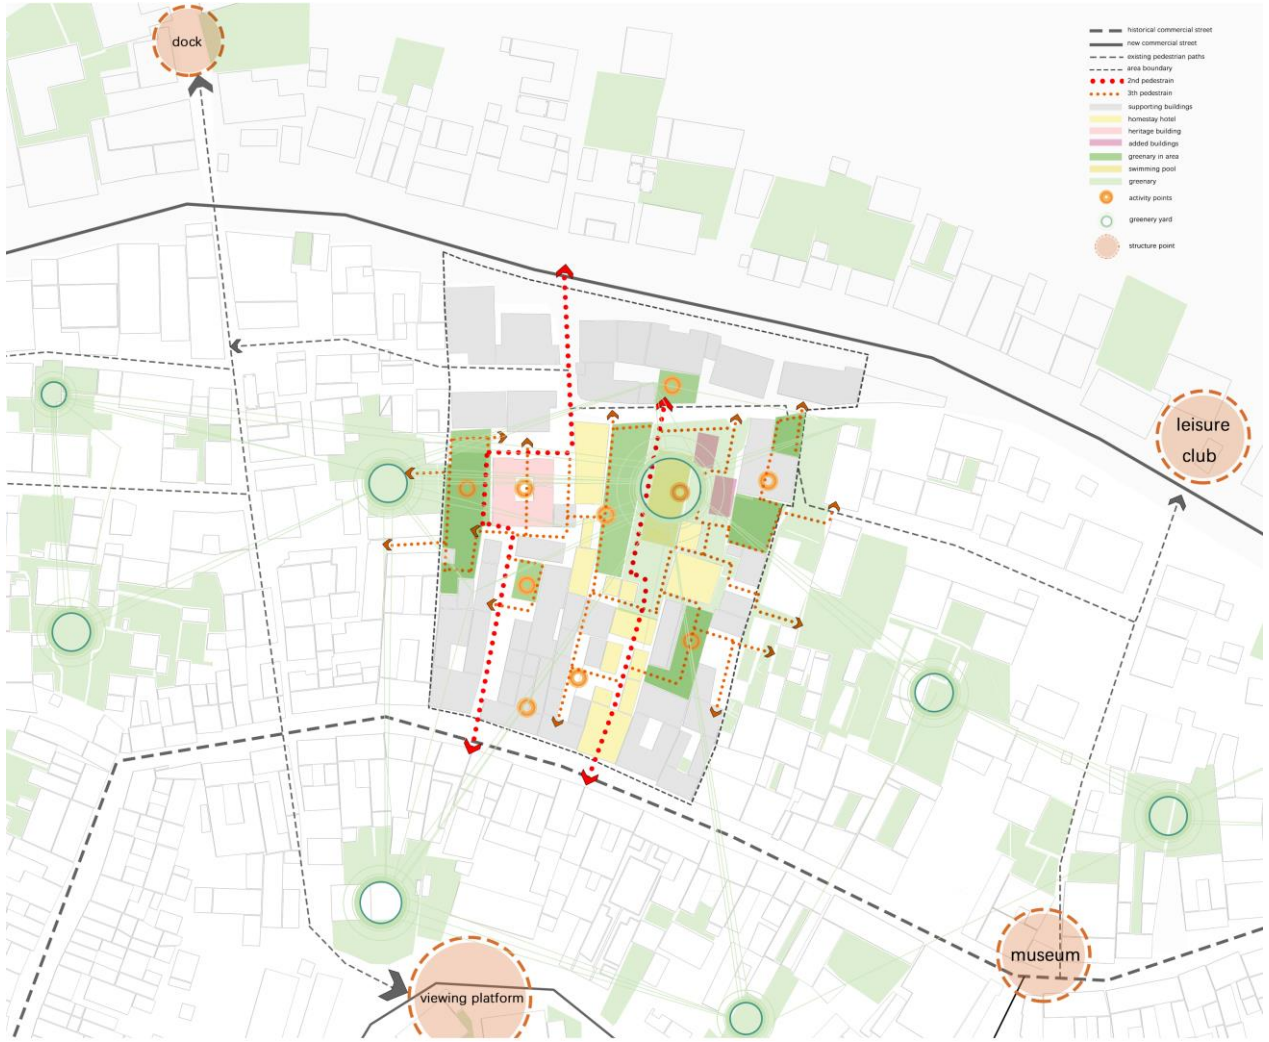 dock
historical commercial street
new commercial street
existing pedestrian paths
area boundary
2nd pedestrain
3th pedestrain
supporting buildings
homestay hotel
heritage building
added buildings
greenary in area
swimming pool
greenary
activity points
greenery yard
structure point
leisure
club
museum
viewing platform